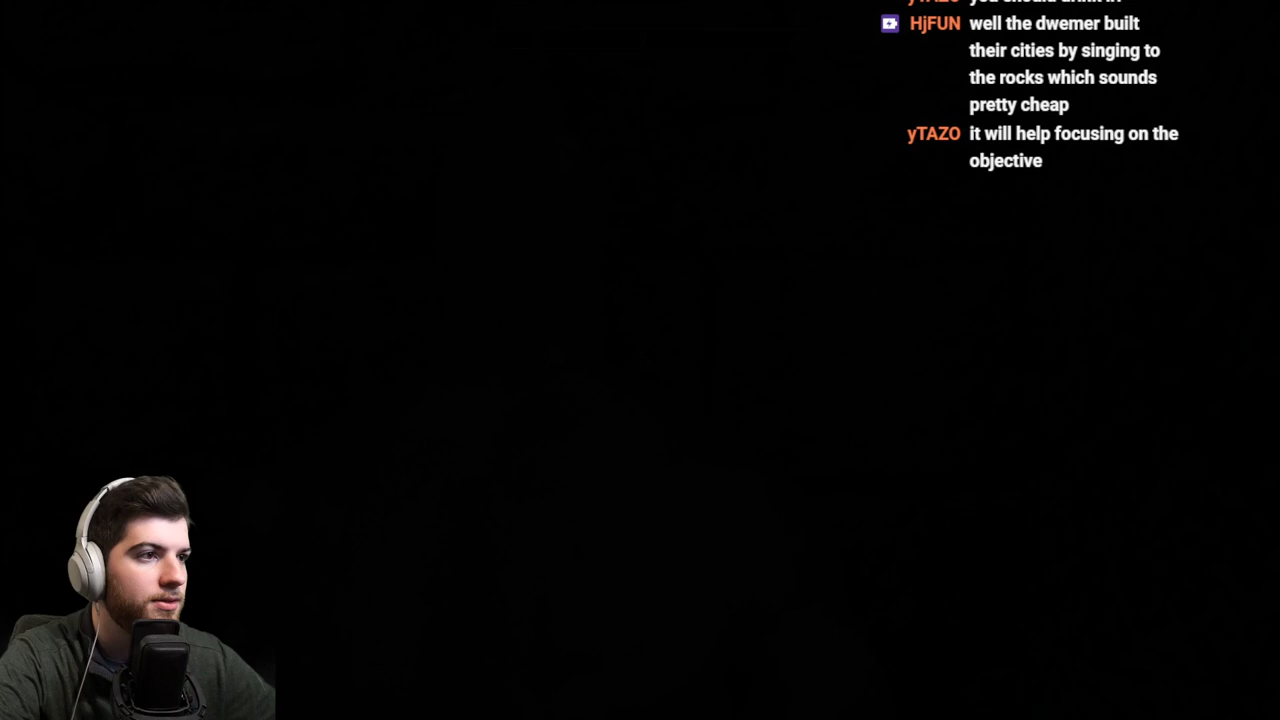 HjFUN well the dwemer built
their cities by singing to
the rocks which sounds
pretty cheap
yTAZO it will help focusing on the
objective